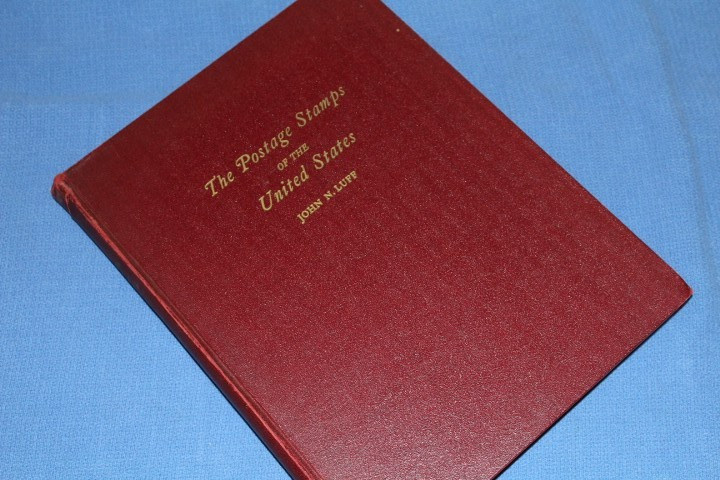 The Postage Stamps
OF THE
United States
JOHN N. LUFF